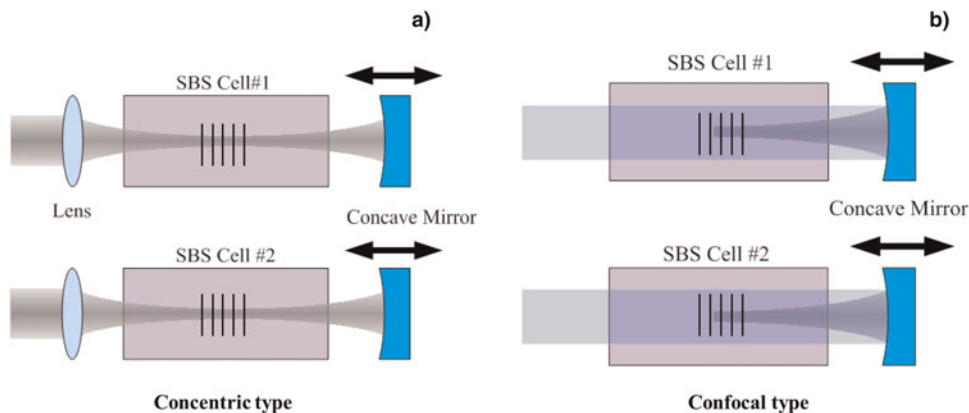 a)
SBS Cell#1
Lens
Concave Mirror
SBS Cell #2
Concentric type
b)
SBS Cell #1
Concave Mirror
SBS Cell #2
Confocal type